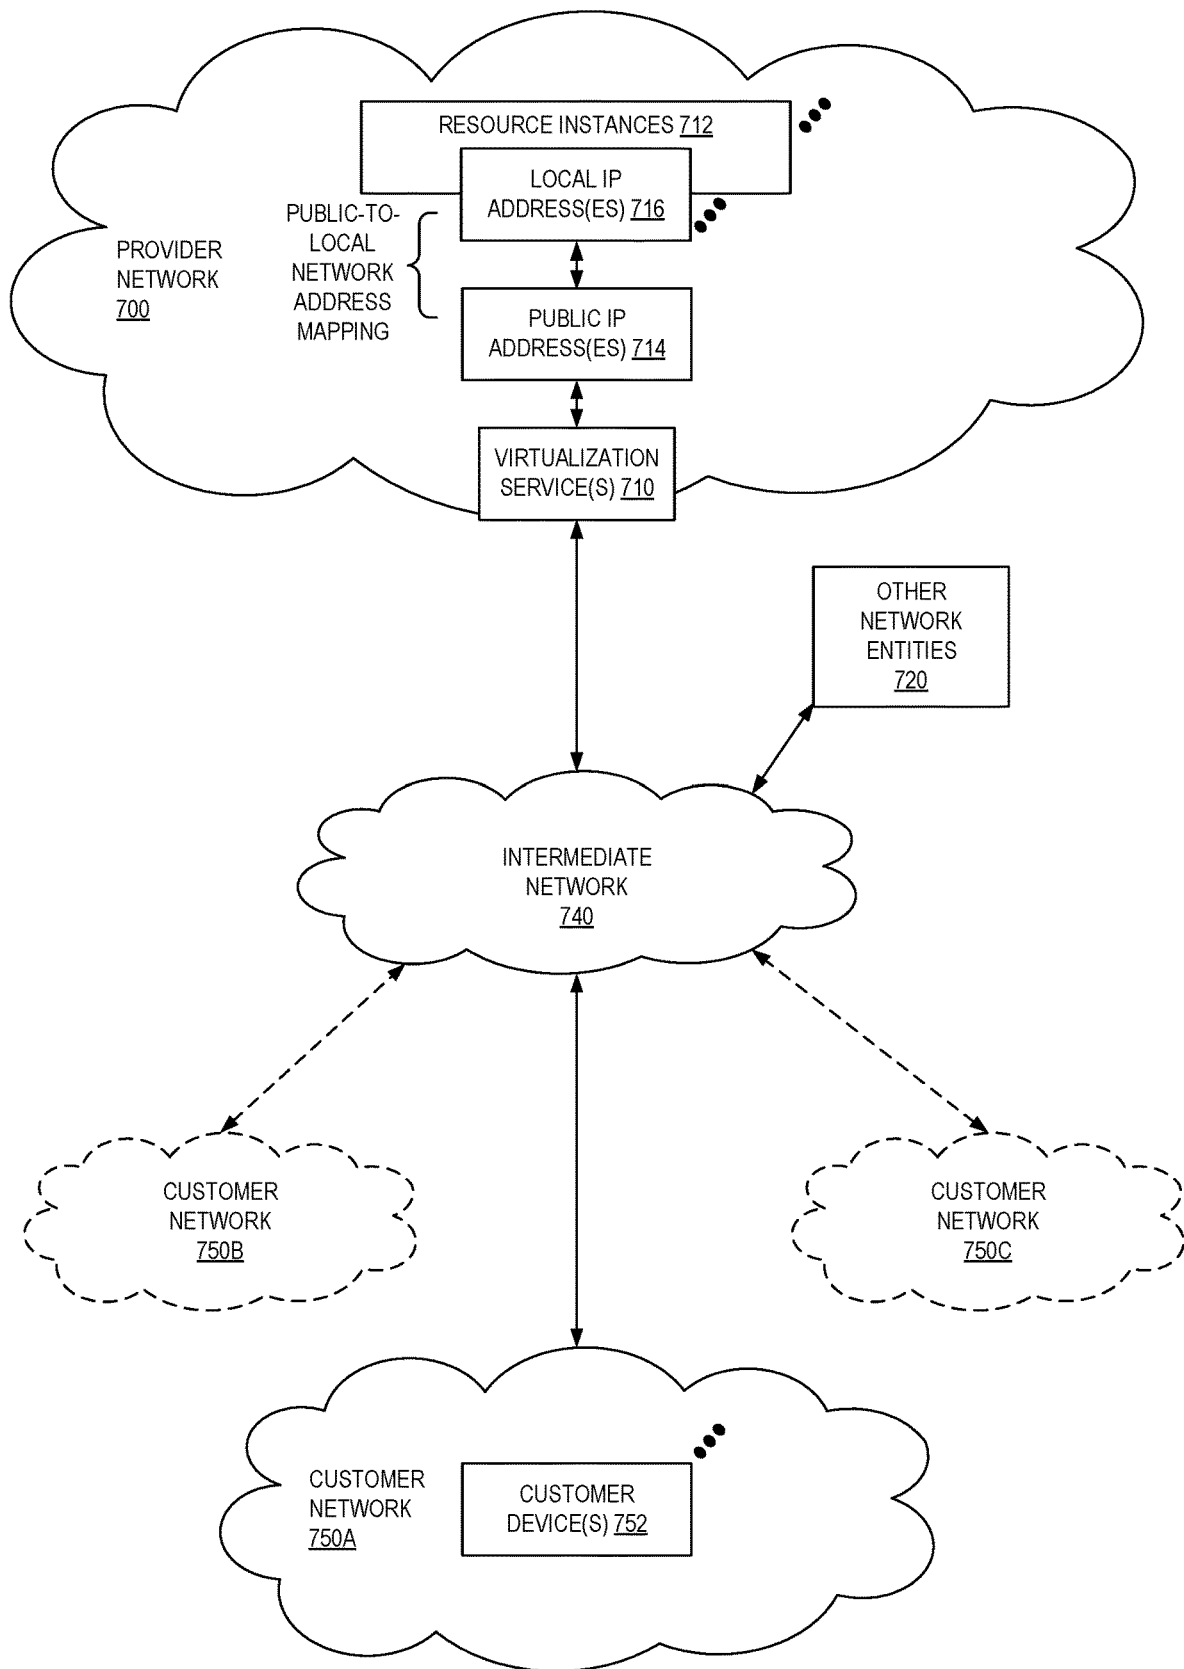 RESOURCE INSTANCES 712
LOCAL IP
ADDRESS(ES) 716
PUBLIC-TO-
LOCAL
NETWORK
ADDRESS
MAPPING
PROVIDER
NETWORK
700
PUBLIC IP
ADDRESS(ES) 714
VIRTUALIZATION
SERVICE(S) 710
OTHER
NETWORK
ENTITIES
720
INTERMEDIATE
NETWORK
740
CUSTOMER
NETWORK
750B
CUSTOMER
NETWORK
750C
CUSTOMER
NETWORK
750A
CUSTOMER
DEVICE(S) 752